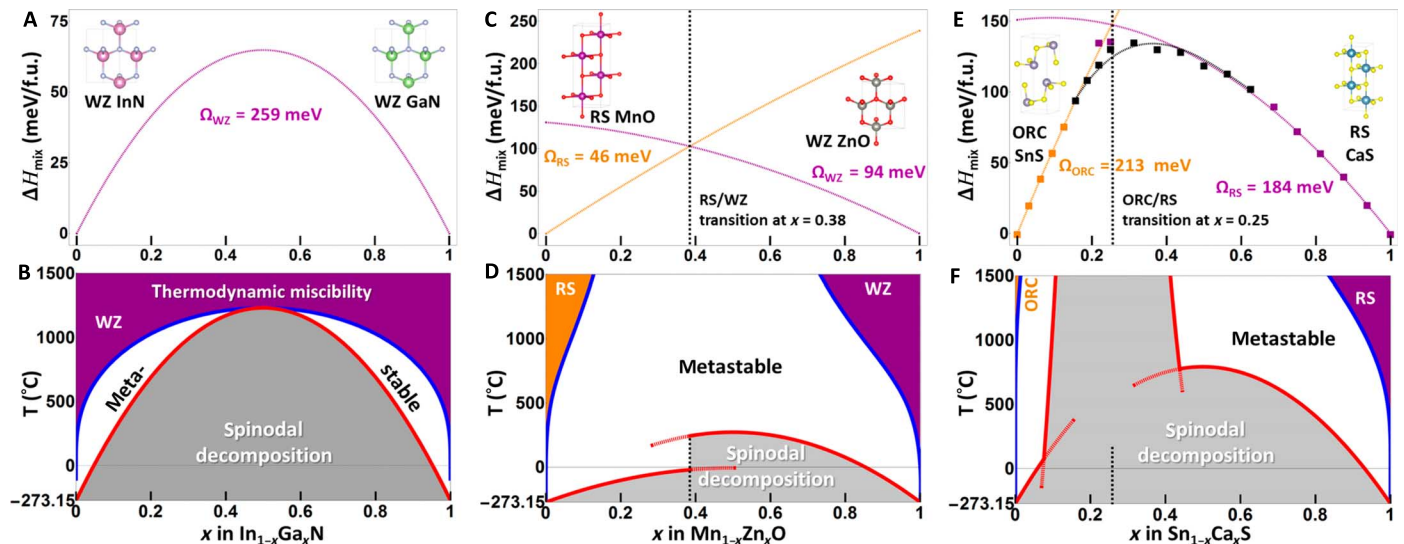 A
75
50
25
0
ΔHmix (meV/f.u.)
WZ InN
WZ GaN
ΩWZ = 259 meV
0
0.2
0.4
0.6
0.8
1
B
1500
1000
500
0
−273.15
T (°C)
Thermodynamic miscibility
WZ
Meta-
stable
Spinodal
decomposition
0
0.2
0.4
0.6
0.8
1
x in In1−xGaxN
C
250
200
150
100
50
0
ΔHmix (meV/f.u.)
RS MnO
WZ ZnO
ΩRS = 46 meV
ΩWZ = 94 meV
RS/WZ
transition at x = 0.38
0
0.2
0.4
0.6
0.8
1
D
1500
1000
500
0
−273.15
T (°C)
RS
WZ
Metastable
Spinodal
decomposition
0
0.2
0.4
0.6
0.8
1
x in Mn1−xZnxO
E
150
100
50
0
ΔHmix (meV/f.u.)
ORC
SnS
RS
CaS
ΩORC = 213 meV
ΩRS = 184 meV
ORC/RS
transition at x = 0.25
0
0.2
0.4
0.6
0.8
1
F
1500
1000
500
0
−273.15
T (°C)
ORC
RS
Metastable
Spinodal
decomposition
0
0.2
0.4
0.6
0.8
1
x in Sn1−xCaxS